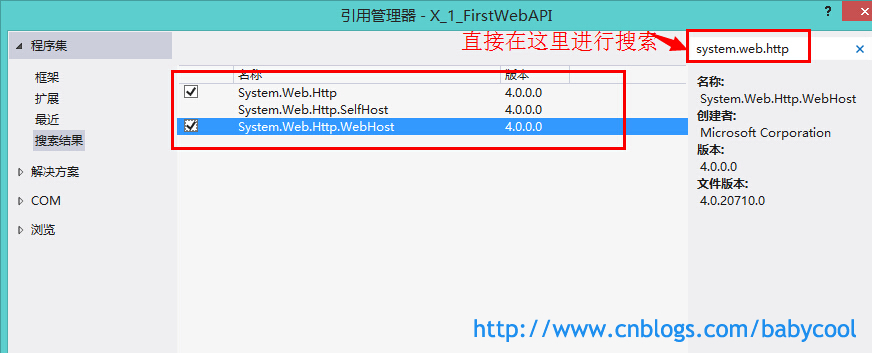 引用管理器 - X_1_FirstWebAPI
?
程序集
直接在这里进行搜索
system.web.http
框架
扩展
最近
搜索结果
解决方案
COM
浏览
名称 版本
System.Web.Http 4.0.0.0
System.Web.Http.SelfHost 4.0.0.0
System.Web.Http.WebHost 4.0.0.0
名称:
System.Web.Http.WebHost
创建者:
Microsoft Corporation
版本:
4.0.0.0
文件版本:
4.0.20710.0
http://www.cnblogs.com/babycool